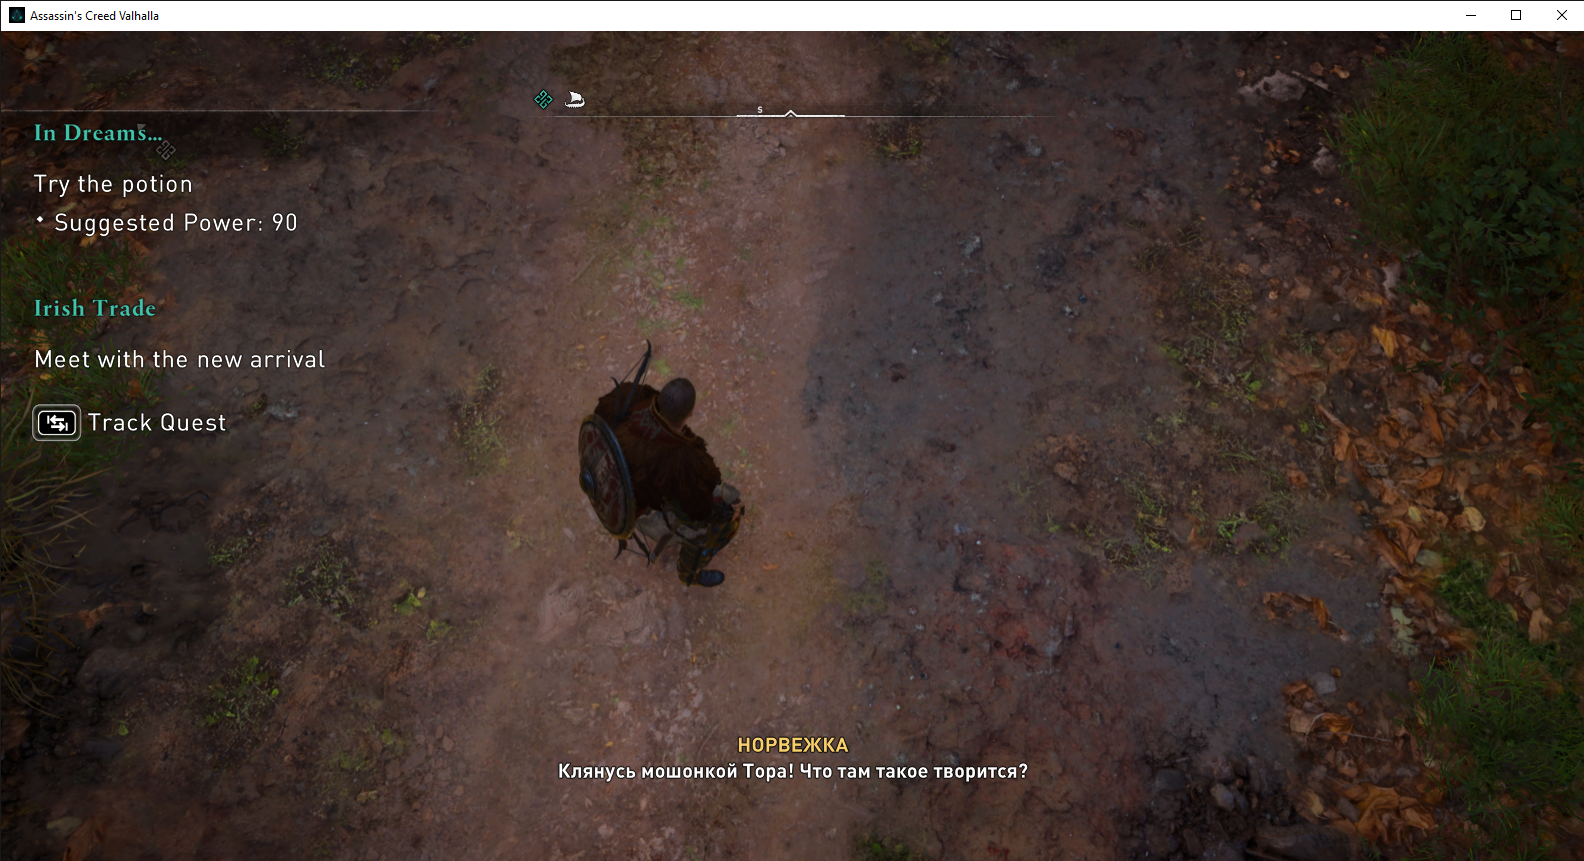 Assassin's Creed Valhalla
S
In Dreams...
Try the potion
Suggested Power: 90
Irish Trade
Meet with the new arrival
Track Quest
НОРВЕЖКА
Клянусь мошонкой Тора! Что там такое творится?